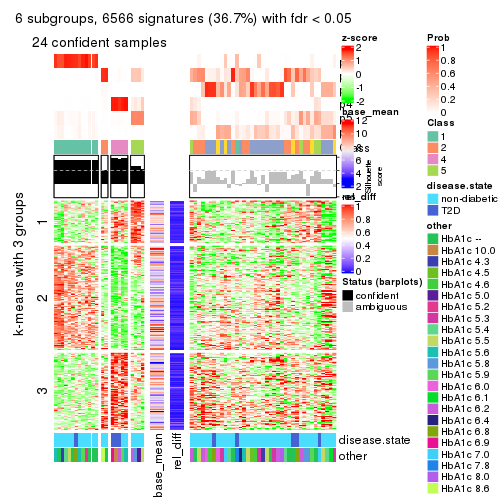 6 subgroups, 6566 signatures (36.7%) with fdr < 0.05
24 confident samples
z-score
2
1
0
-1
-2
base_mean
12
10
8
6
4
2
rel_diff
1
0.8
0.6
0.4
0.2
0
Status (barplots)
confident
ambiguous
Prob
1
0.8
0.6
0.4
0.2
0
Class
1
2
4
5
disease.state
non-diabetic
T2D
other
HbA1c --
HbA1c 10.0
HbA1c 4.3
HbA1c 4.5
HbA1c 4.6
HbA1c 5.0
HbA1c 5.2
HbA1c 5.3
HbA1c 5.4
HbA1c 5.5
HbA1c 5.6
HbA1c 5.8
HbA1c 5.9
HbA1c 6.0
HbA1c 6.1
HbA1c 6.2
HbA1c 6.4
HbA1c 6.8
HbA1c 6.9
HbA1c 7.0
HbA1c 7.8
HbA1c 8.0
HbA1c 8.6
Silhouette
score
k-means with 3 groups
1
2
3
disease.state
other
base_mean
rel_diff